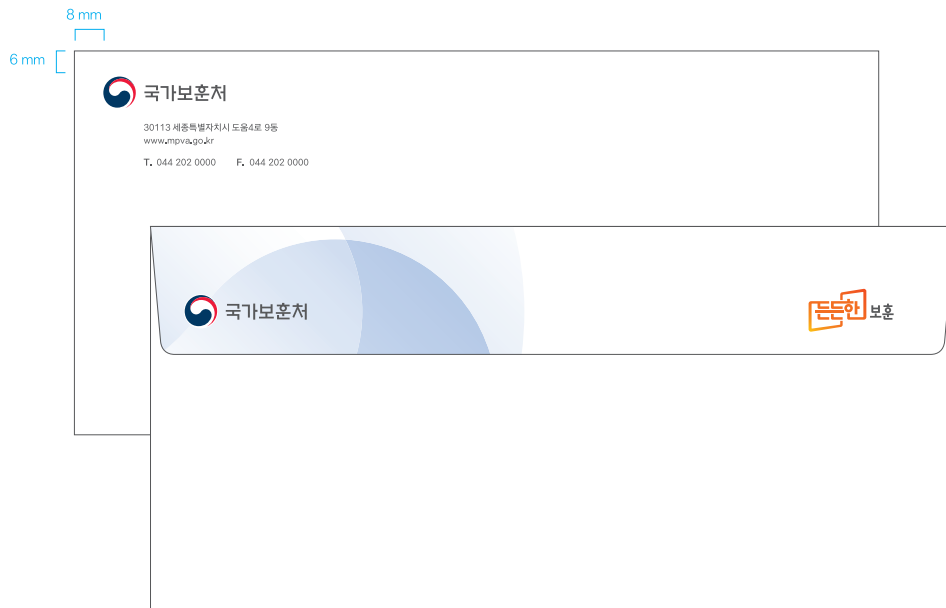 8 mm
6 mm
국가보훈처
30113 세종특별자치시 도움4로 9동
www.mpva.go.kr
T. 044 202 0000 F. 044 202 0000
국가보훈처
든든한 보훈